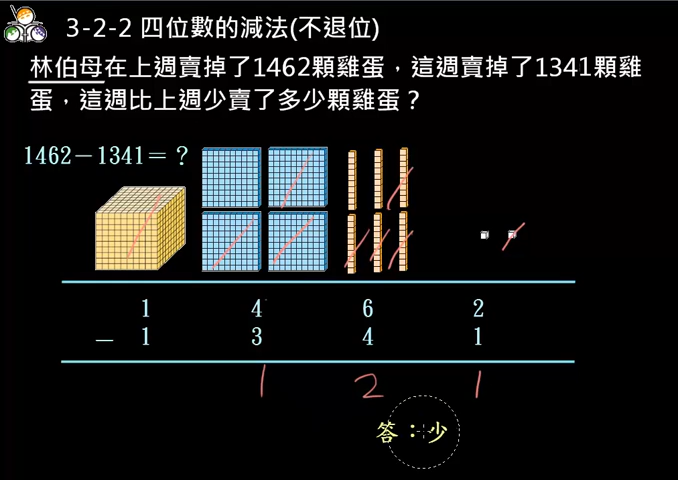 3-2-2 四位數的減法(不退位)
林伯母在上週賣掉了1462顆雞蛋，這週賣掉了1341顆雞
蛋，這週比上週少賣了多少顆雞蛋？
1462－1341＝？
1 4 6 2
－ 1 3 4 1
1 2 1
答：少